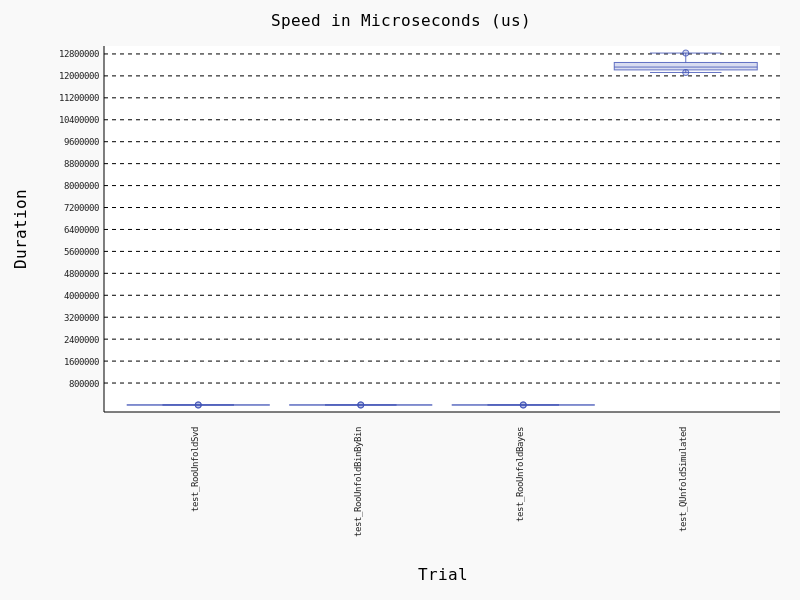 Speed in Microseconds (us)
12800000
12000000
11200000
10400000
9600000
8800000
8000000
7200000
6400000
5600000
4800000
4000000
3200000
2400000
1600000
800000
Duration
test_RooUnfoldSvd
test_RooUnfoldBinByBin
test_RooUnfoldBayes
test_QUnfoldSimulated
Trial